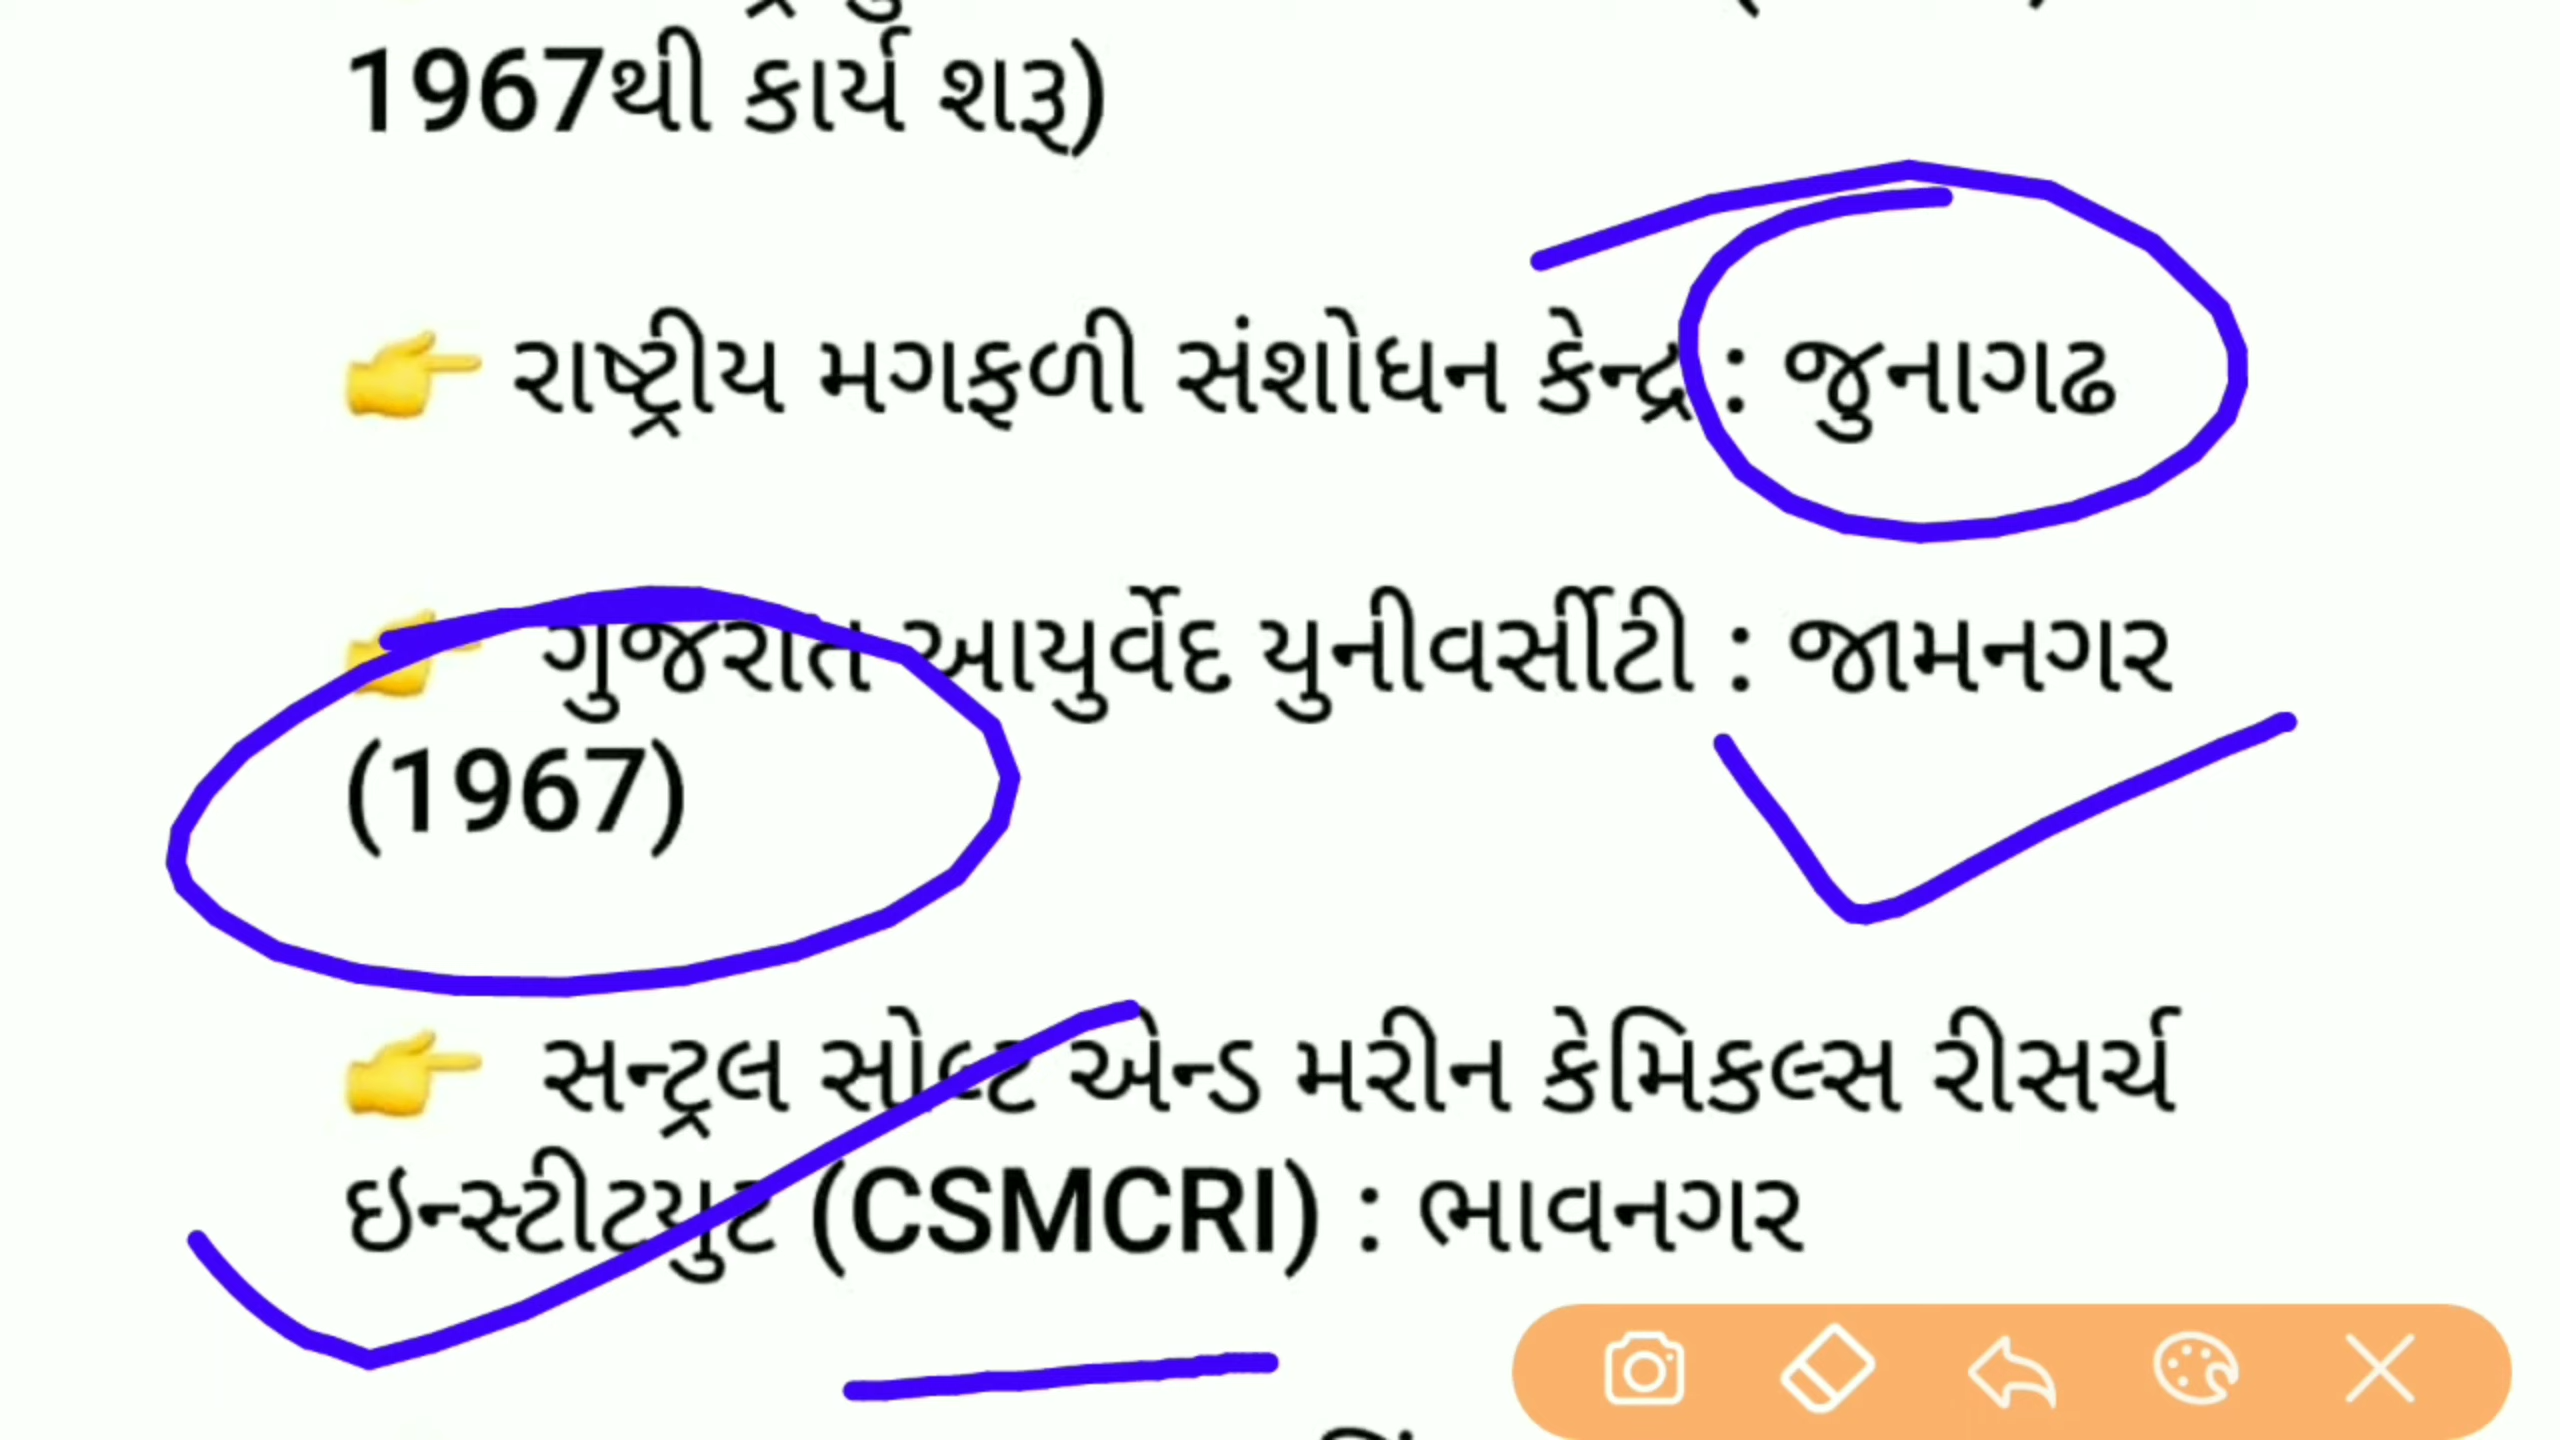 1967થી કાર્ય શરૂ)
👉 રાષ્ટ્રીય મગફળી સંશોધન કેન્દ્ર : જુનાગઢ
👉 ગુજરાત આયુર્વેદ યુનીવર્સીટી : જામનગર
(1967)
👉 સન્ટ્રલ સોલ્ટ એન્ડ મરીન કેમિકલ્સ રીસર્ચ
ઇન્સ્ટીટયુટ (CSMCRI) : ભાવનગર